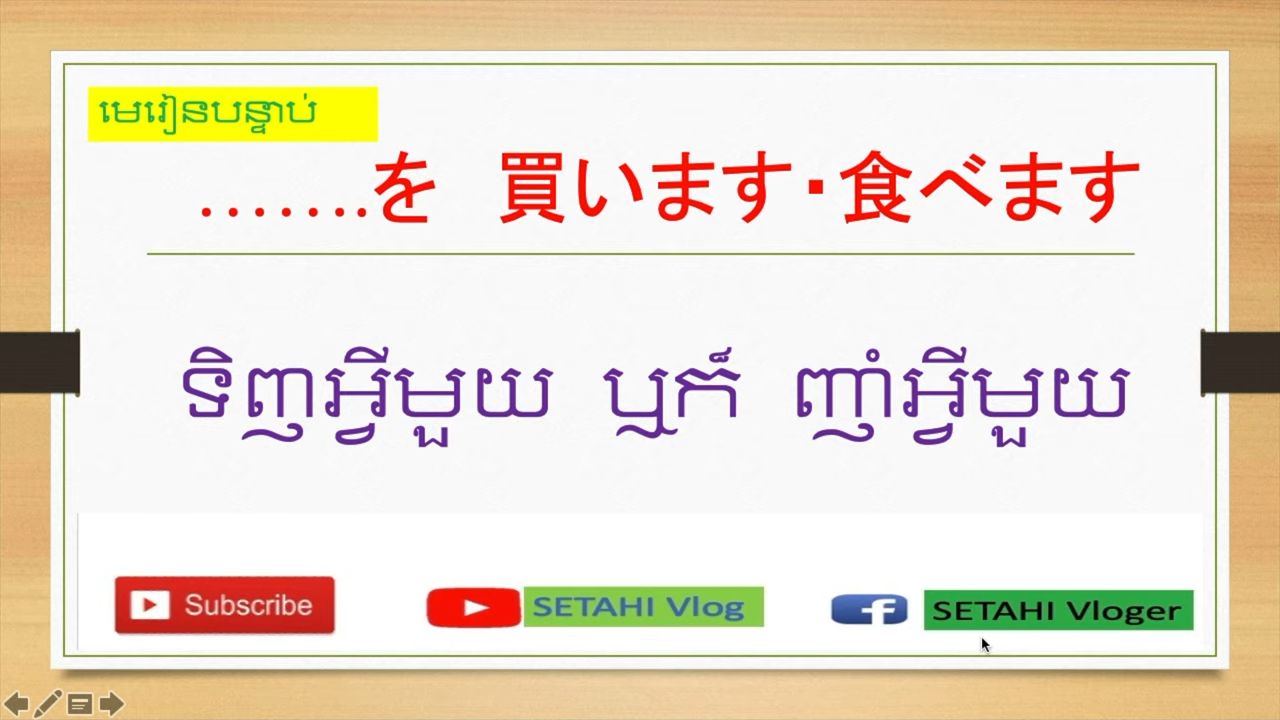 មេរៀនបន្ទាប់
…….を　買います・食べます
ទិញអ្វីមួយ ឬក៏ ញាំអ្វីមួយ
Subscribe
SETAHI Vlog
SETAHI Vloger